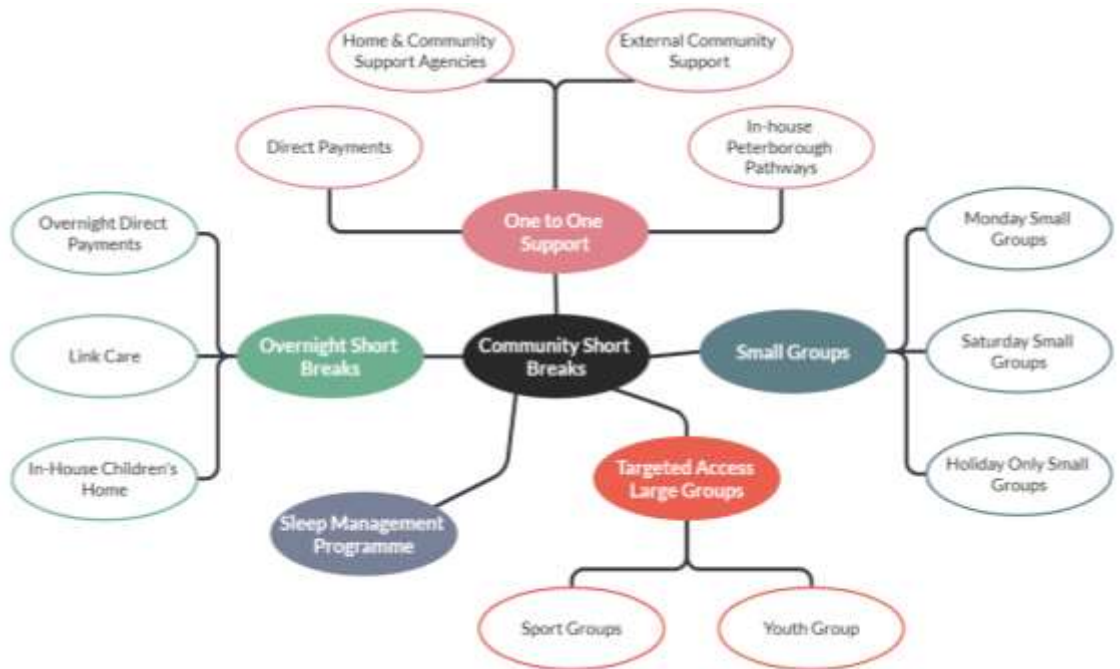 Home & Community
Support Agencies
External Community
Support
Direct Payments
In-house
Peterborough
Pathways
One to One
Support
Overnight Direct
Payments
Link Care
In-House Children's
Home
Overnight Short
Breaks
Community Short
Breaks
Small Groups
Monday Small
Groups
Saturday Small
Groups
Holiday Only Small
Groups
Targeted Access
Large Groups
Sleep Management
Programme
Sport Groups
Youth Group